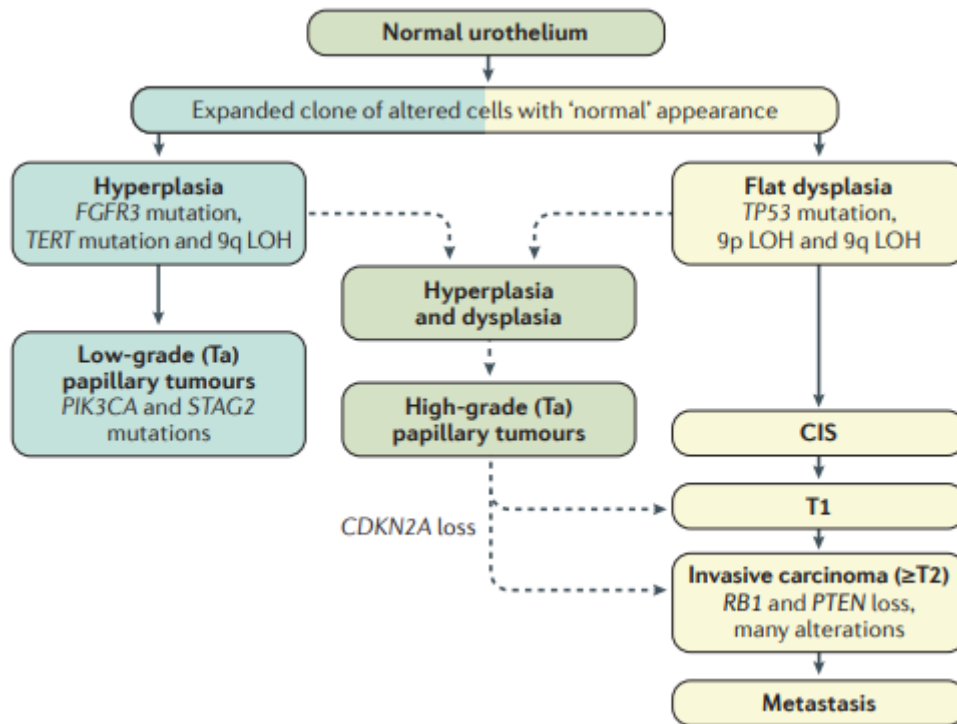 Normal urothelium
Expanded clone of altered cells with ‘normal’ appearance
Hyperplasia
FGFR3 mutation,
TERT mutation and 9q LOH
Flat dysplasia
TP53 mutation,
9p LOH and 9q LOH
Hyperplasia
and dysplasia
Low-grade (Ta)
papillary tumours
PIK3CA and STAG2
mutations
High-grade (Ta)
papillary tumours
CIS
T1
CDKN2A loss
Invasive carcinoma (≥T2)
RB1 and PTEN loss,
many alterations
Metastasis